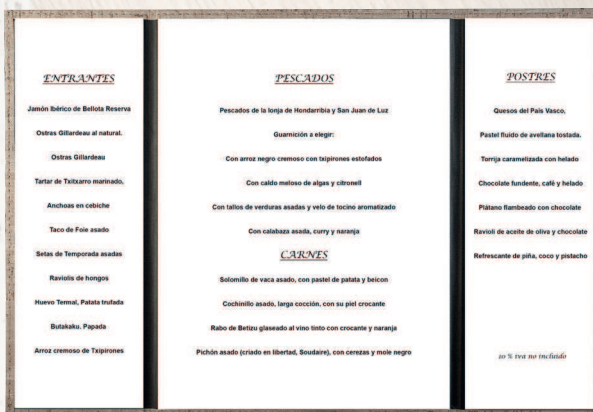 ENTRANTES
Jamón Ibérico de Bellota Reserva
Ostras Gillardeau al natural.
Ostras Gillardeau
Tartar de Txitxarro marinado,
Anchoas en cebiche
Taco de Foie asado
Setas de Temporada asadas
Raviolis de hongos
Huevo Termal, Patata trufada
Butakaku. Papada
Arroz cremoso de Txipirones
PESCADOS
Pescados de la lonja de Hondarribia y San Juan de Luz
Guarnición a elegir:
Con arroz negro cremoso con txipirones estofados
Con caldo meloso de algas y citronell
Con tallos de verduras asadas y velo de tocino aromatizado
Con calabaza asada, curry y naranja
CARNES
Solomillo de vaca asado, con pastel de patata y beicon
Cochinillo asado, larga cocción, con su piel crocante
Rabo de Betizu glaseado al vino tinto con crocante y naranja
Pichón asado (criado en libertad, Soudaire), con cerezas y mole negro
POSTRES
Quesos del País Vasco,
Pastel fluido de avellana tostada.
Torrija caramelizada con helado
Chocolate fundente, café y helado
Plátano flambeado con chocolate
Ravioli de aceite de oliva y chocolate
Refrescante de piña, coco y pistacho
10 % iva no incluido